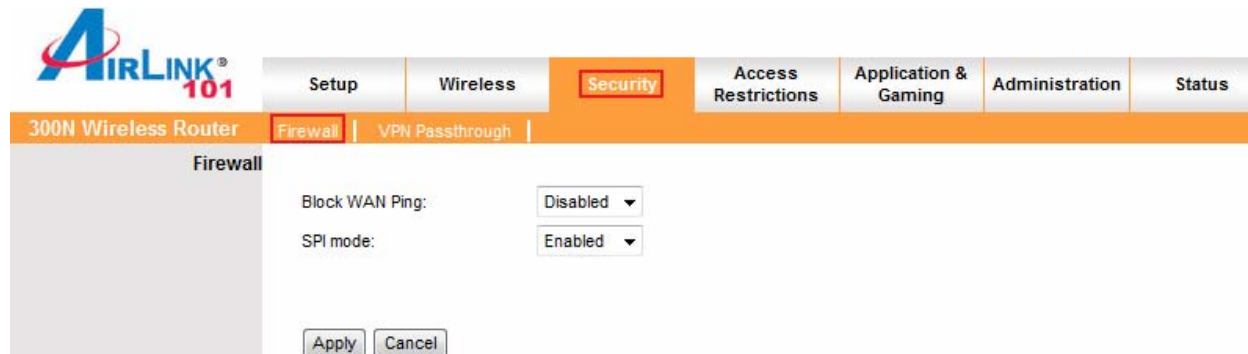 AIRLINK®
101
Setup
Wireless
Security
Access
Restrictions
Application &
Gaming
Administration
Status
300N Wireless Router
Firewall
VPN Passthrough
Firewall
Block WAN Ping: Disabled
SPI mode: Enabled
Apply Cancel